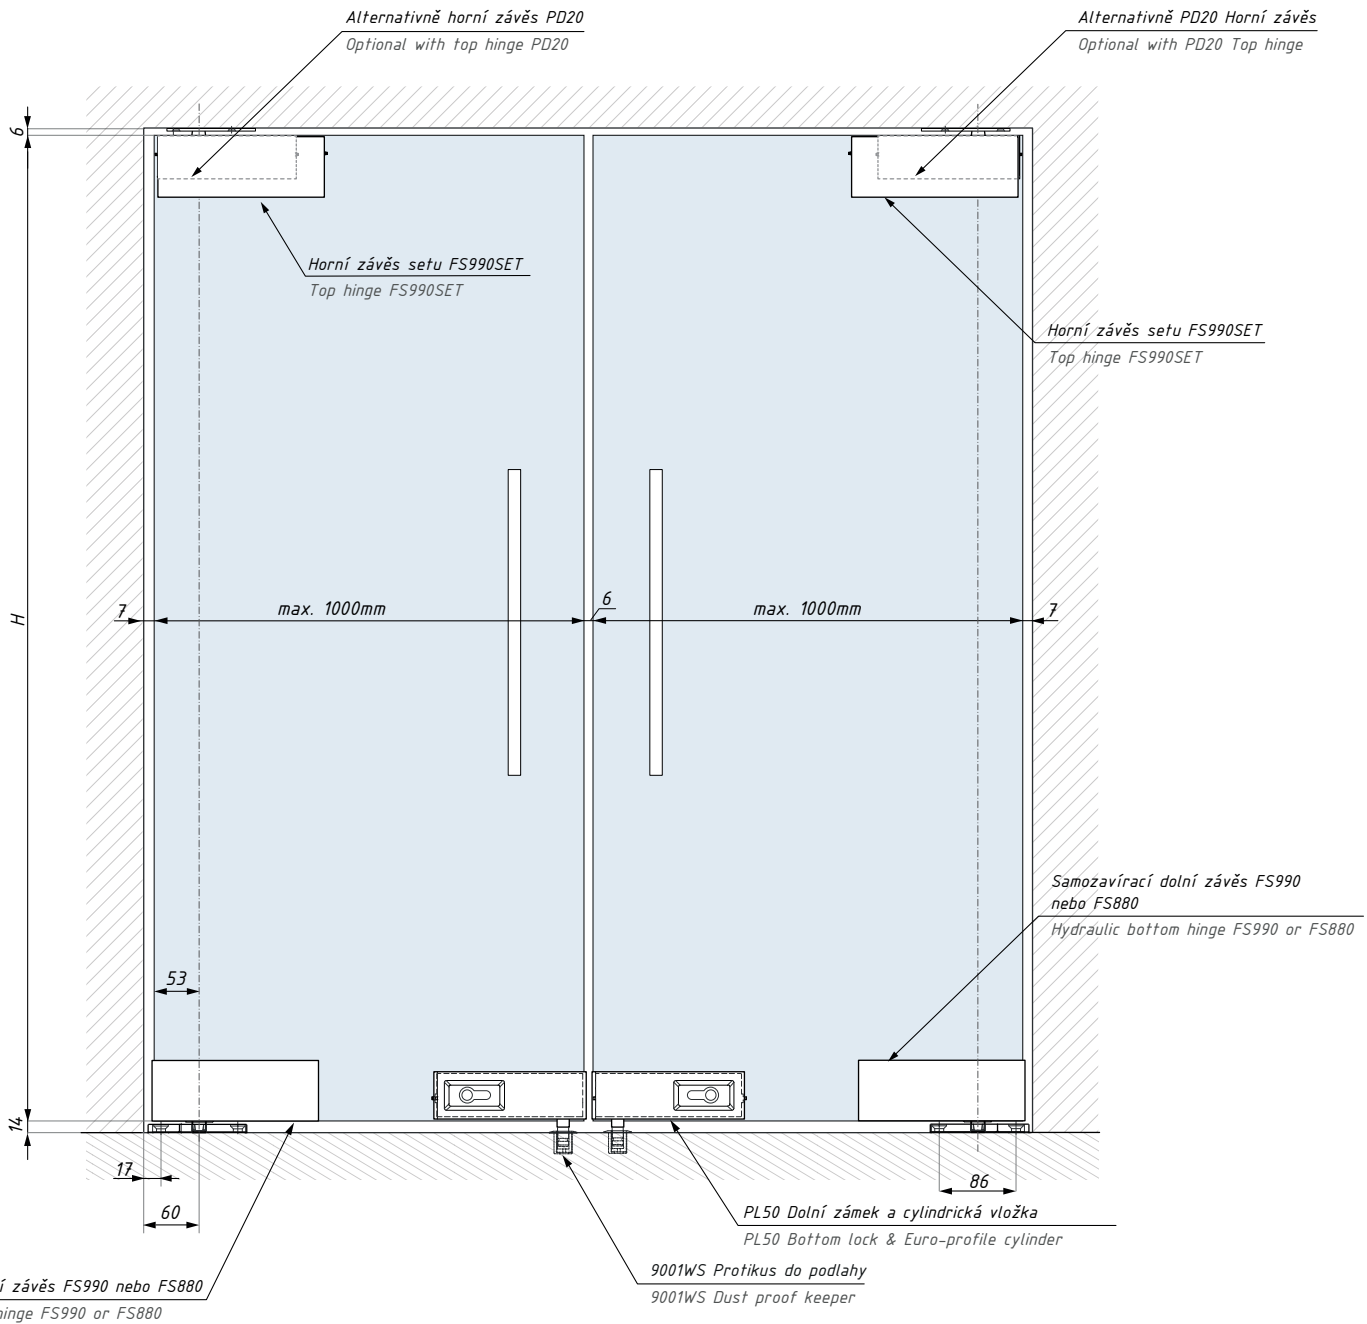 Alternativně horní závěs PD20
Optional with top hinge PD20
Alternativně PD20 Horní závěs
Optional with PD20 Top hinge
6
Horní závěs setu FS990SET
Top hinge FS990SET
Horní závěs setu FS990SET
Top hinge FS990SET
H
7
max. 1000mm
6
max. 1000mm
7
Samozavírací dolní závěs FS990
nebo FS880
Hydraulic bottom hinge FS990 or FS880
53
14
17
86
60
PL50 Dolní zámek a cylindrická vložka
PL50 Bottom lock & Euro-profile cylinder
9001WS Protikus do podlahy
9001WS Dust proof keeper
í závěs FS990 nebo FS880
hinge FS990 or FS880